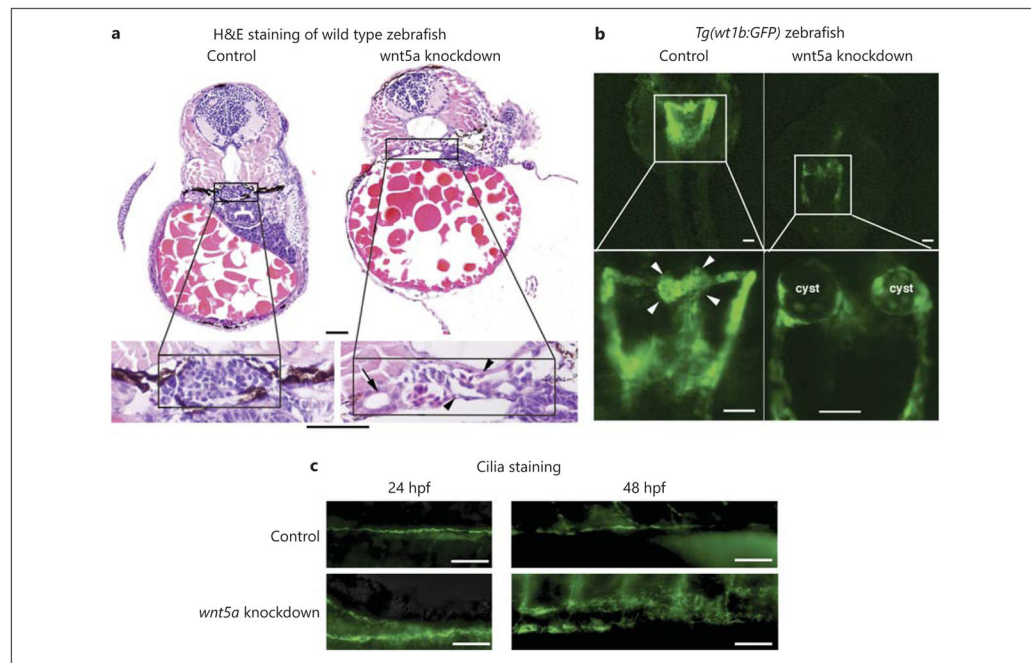 a H&E staining of wild type zebrafish
Control wnt5a knockdown
b Tg(wt1b:GFP) zebrafish
Control wnt5a knockdown
cyst cyst
c Cilia staining
24 hpf 48 hpf
Control
wnt5a knockdown